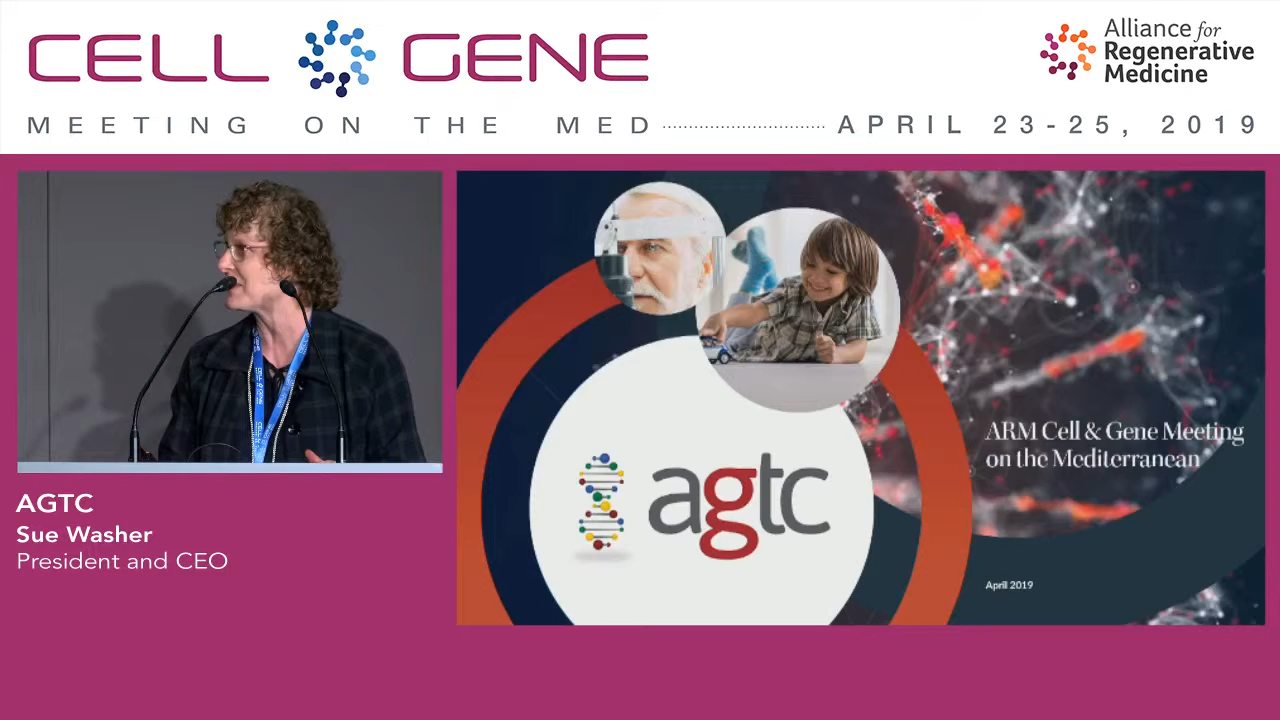 CELL GENE
Alliance for
Regenerative
Medicine
MEETING ON THE MED
APRIL 23-25, 2019
AGTC
Sue Washer
President and CEO
agtc
ARM Cell & Gene Meeting
on the Mediterranean
April 2019